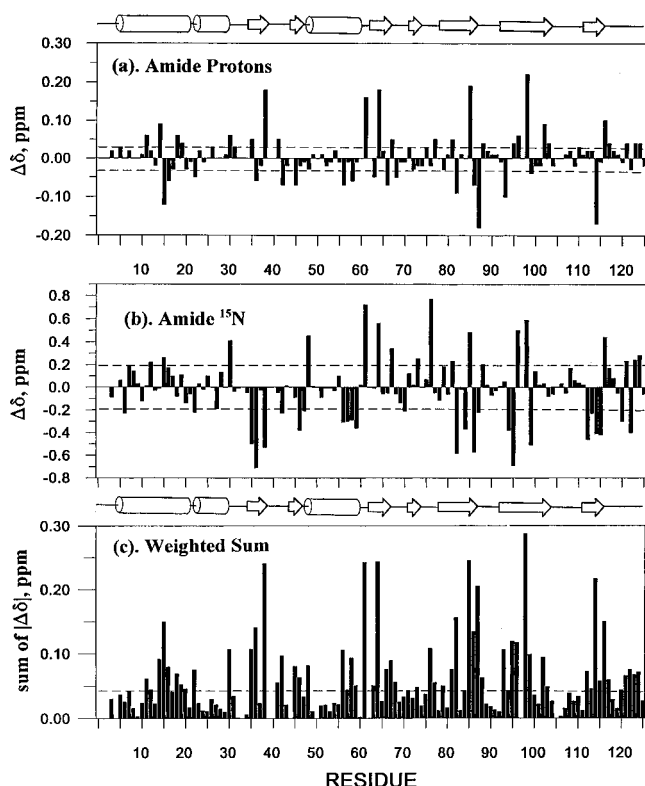 (a). Amide Protons
Δδ, ppm
0.30
0.20
0.10
0.00
-0.10
-0.20
10 20 30 40 50 60 70 80 90 100 110 120
(b). Amide ¹⁵N
Δδ, ppm
0.8
0.6
0.4
0.2
0.0
-0.2
-0.4
-0.6
-0.8
(c). Weighted Sum
sum of |Δδ|, ppm
0.30
0.20
0.10
0.00
10 20 30 40 50 60 70 80 90 100 110 120
RESIDUE